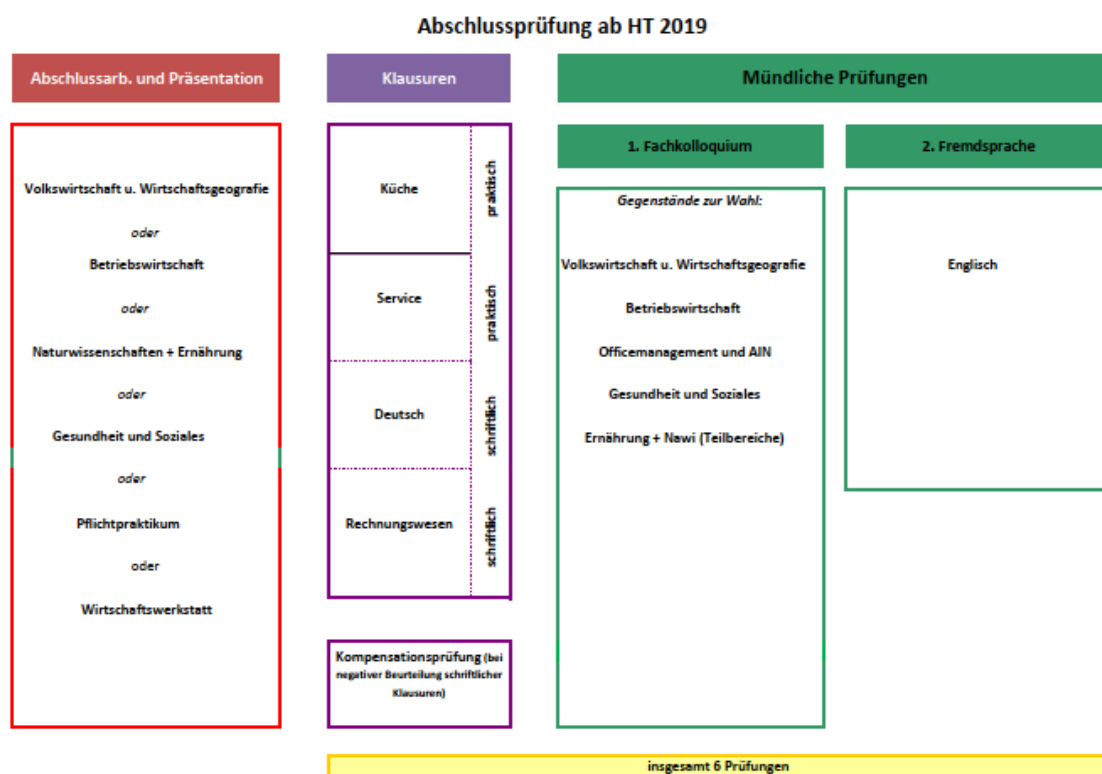 Abschlussprüfung ab HT 2019
Abschlussarb. und Präsentation
Volkswirtschaft u. Wirtschaftsgeografie
oder
Betriebswirtschaft
oder
Naturwissenschaften + Ernährung
oder
Gesundheit und Soziales
oder
Pflichtpraktikum
oder
Wirtschaftswerkstatt
Klausuren
Küche
praktisch
Service
praktisch
Deutsch
schriftlich
Rechnungswesen
schriftlich
Kompensationsprüfung (bei
negativer Beurteilung schriftlicher
Klausuren)
Mündliche Prüfungen
1. Fachkolloquium
Gegenstände zur Wahl:
Volkswirtschaft u. Wirtschaftsgeografie
Betriebswirtschaft
Officemanagement und AIN
Gesundheit und Soziales
Ernährung + Nawi (Teilbereiche)
2. Fremdsprache
Englisch
insgesamt 6 Prüfungen